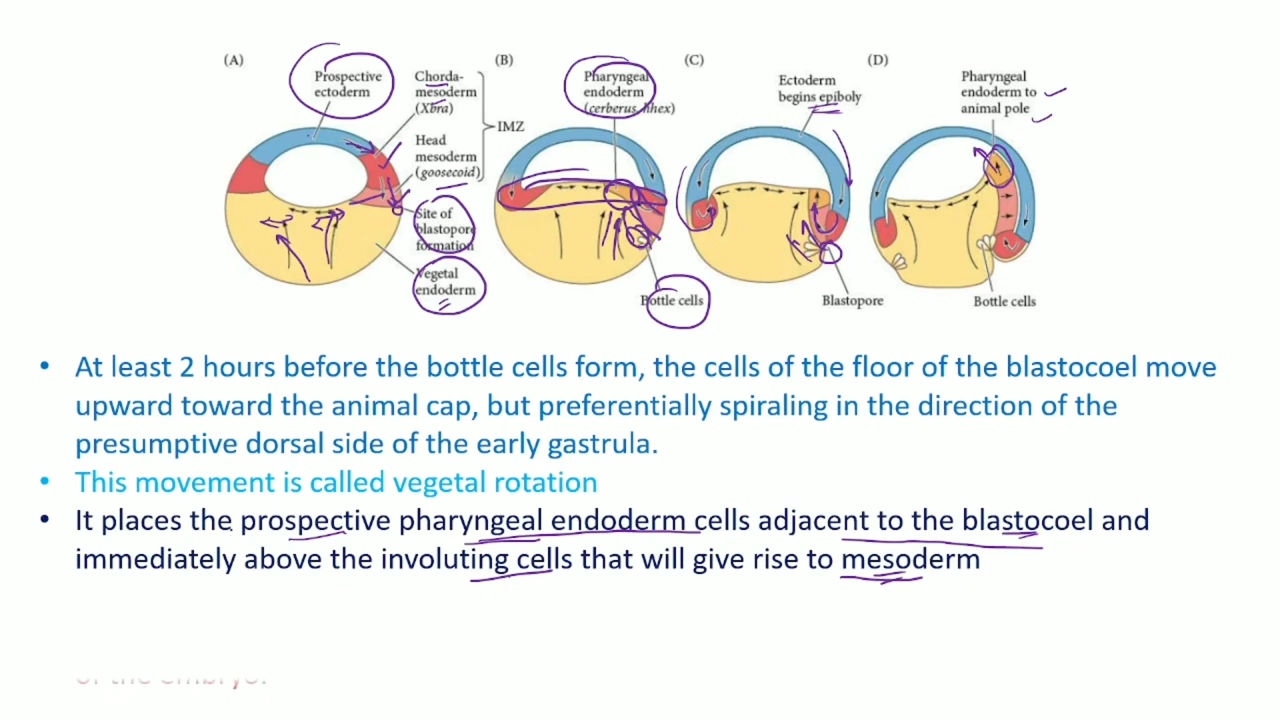 (A)
Prospective
ectoderm
Chorda-
mesoderm
(Xbra)
Head
mesoderm
(goosecoid)
IMZ
Site of
blastopore
formation
Vegetal
endoderm
(B)
Pharyngeal
endoderm
(cerberus, hhex)
Bottle cells
(C)
Ectoderm
begins epiboly
Blastopore
(D)
Pharyngeal
endoderm to
animal pole
Bottle cells
• At least 2 hours before the bottle cells form, the cells of the floor of the blastocoel move
upward toward the animal cap, but preferentially spiraling in the direction of the
presumptive dorsal side of the early gastrula.
• This movement is called vegetal rotation
• It places the prospective pharyngeal endoderm cells adjacent to the blastocoel and
immediately above the involuting cells that will give rise to mesoderm
of the embryo.